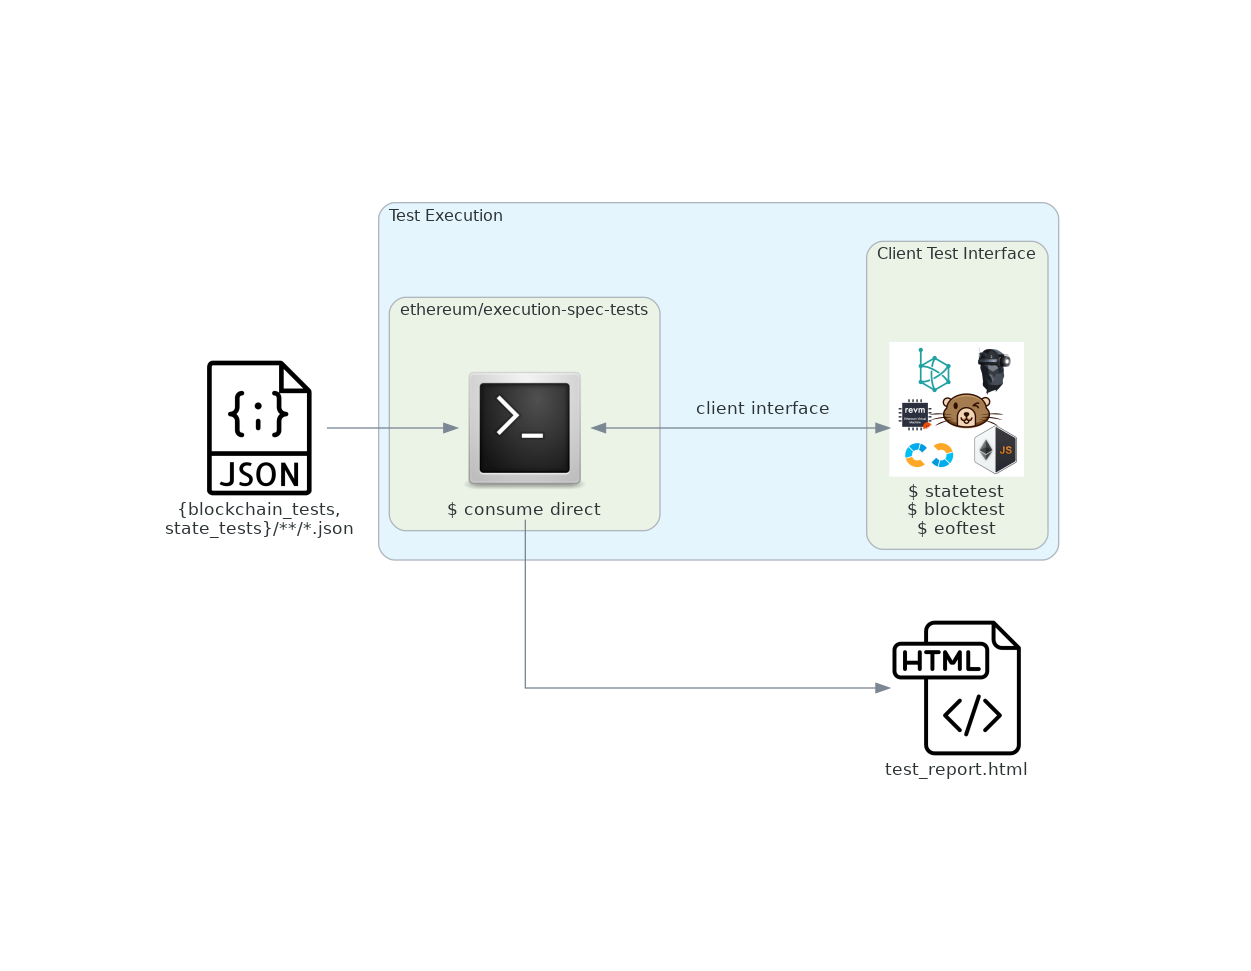 Test Execution
Client Test Interface
ethereum/execution-spec-tests
client interface
{;}
JSON
{blockchain_tests,
state_tests}/**/*.json
>_
$ consume direct
revm
JS
$ statetest
$ blocktest
$ eoftest
HTML
</>
test_report.html